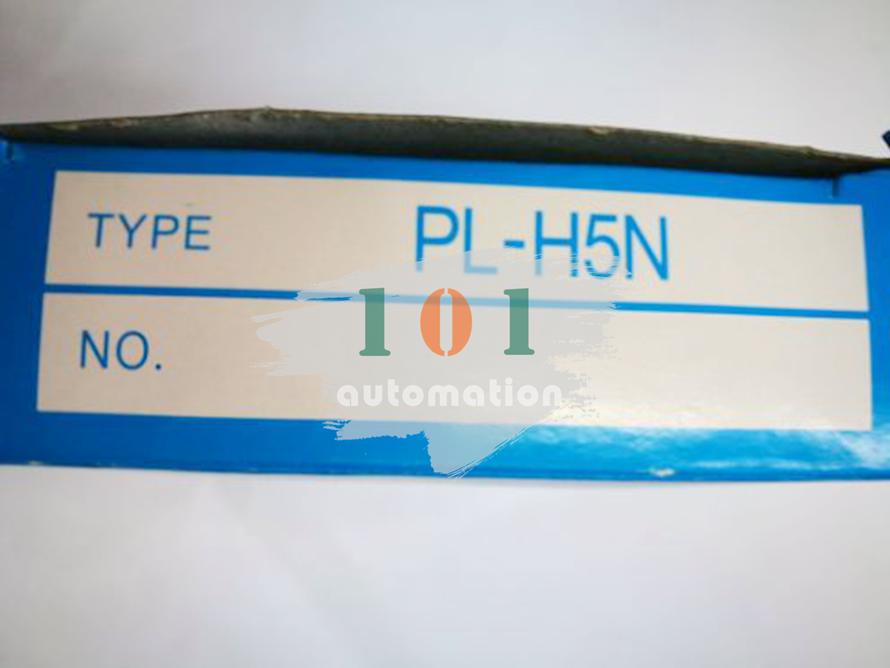 TYPE PL-H5N
NO.
101
automation